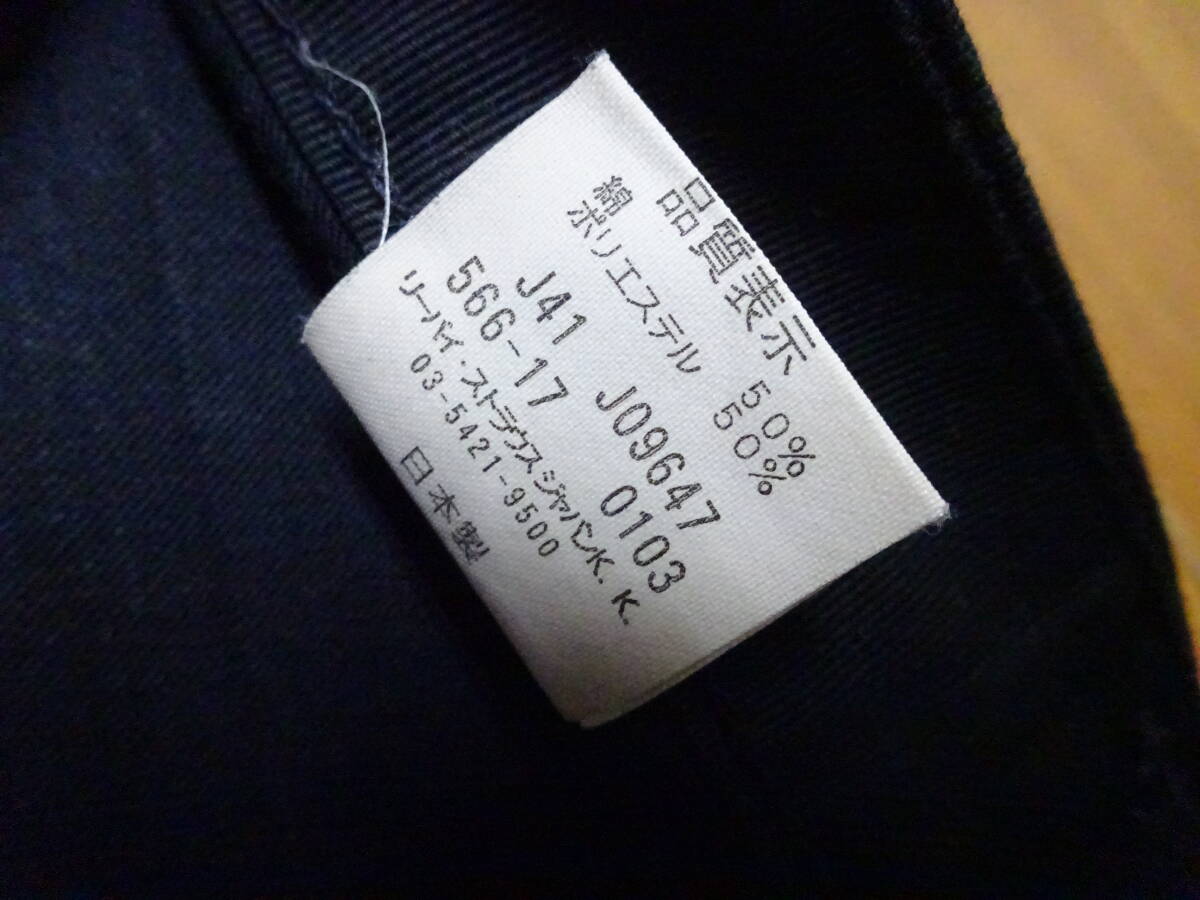 品質表示
綿 50%
ポリエステル 50%
J41 J09647
566-17 0103
リーバイ・ストラウスジャパンK.K.
03-5421-9500
日本製